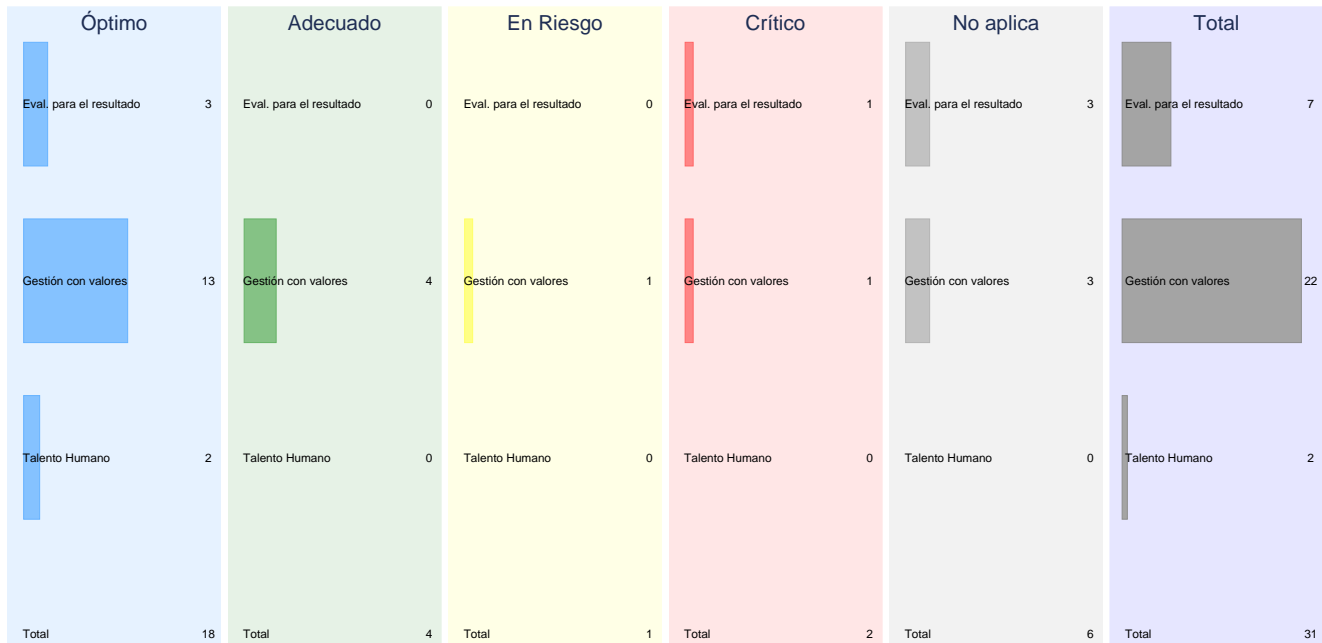 Óptimo Adecuado En Riesgo Crítico No aplica Total
Eval. para el resultado 3 Eval. para el resultado 0 Eval. para el resultado 0 Eval. para el resultado 1 Eval. para el resultado 3 Eval. para el resultado 7
Gestión con valores 13 Gestión con valores 4 Gestión con valores 1 Gestión con valores 1 Gestión con valores 3 Gestión con valores 22
Talento Humano 2 Talento Humano 0 Talento Humano 0 Talento Humano 0 Talento Humano 0 Talento Humano 2
Total 18 Total 4 Total 1 Total 2 Total 6 Total 31